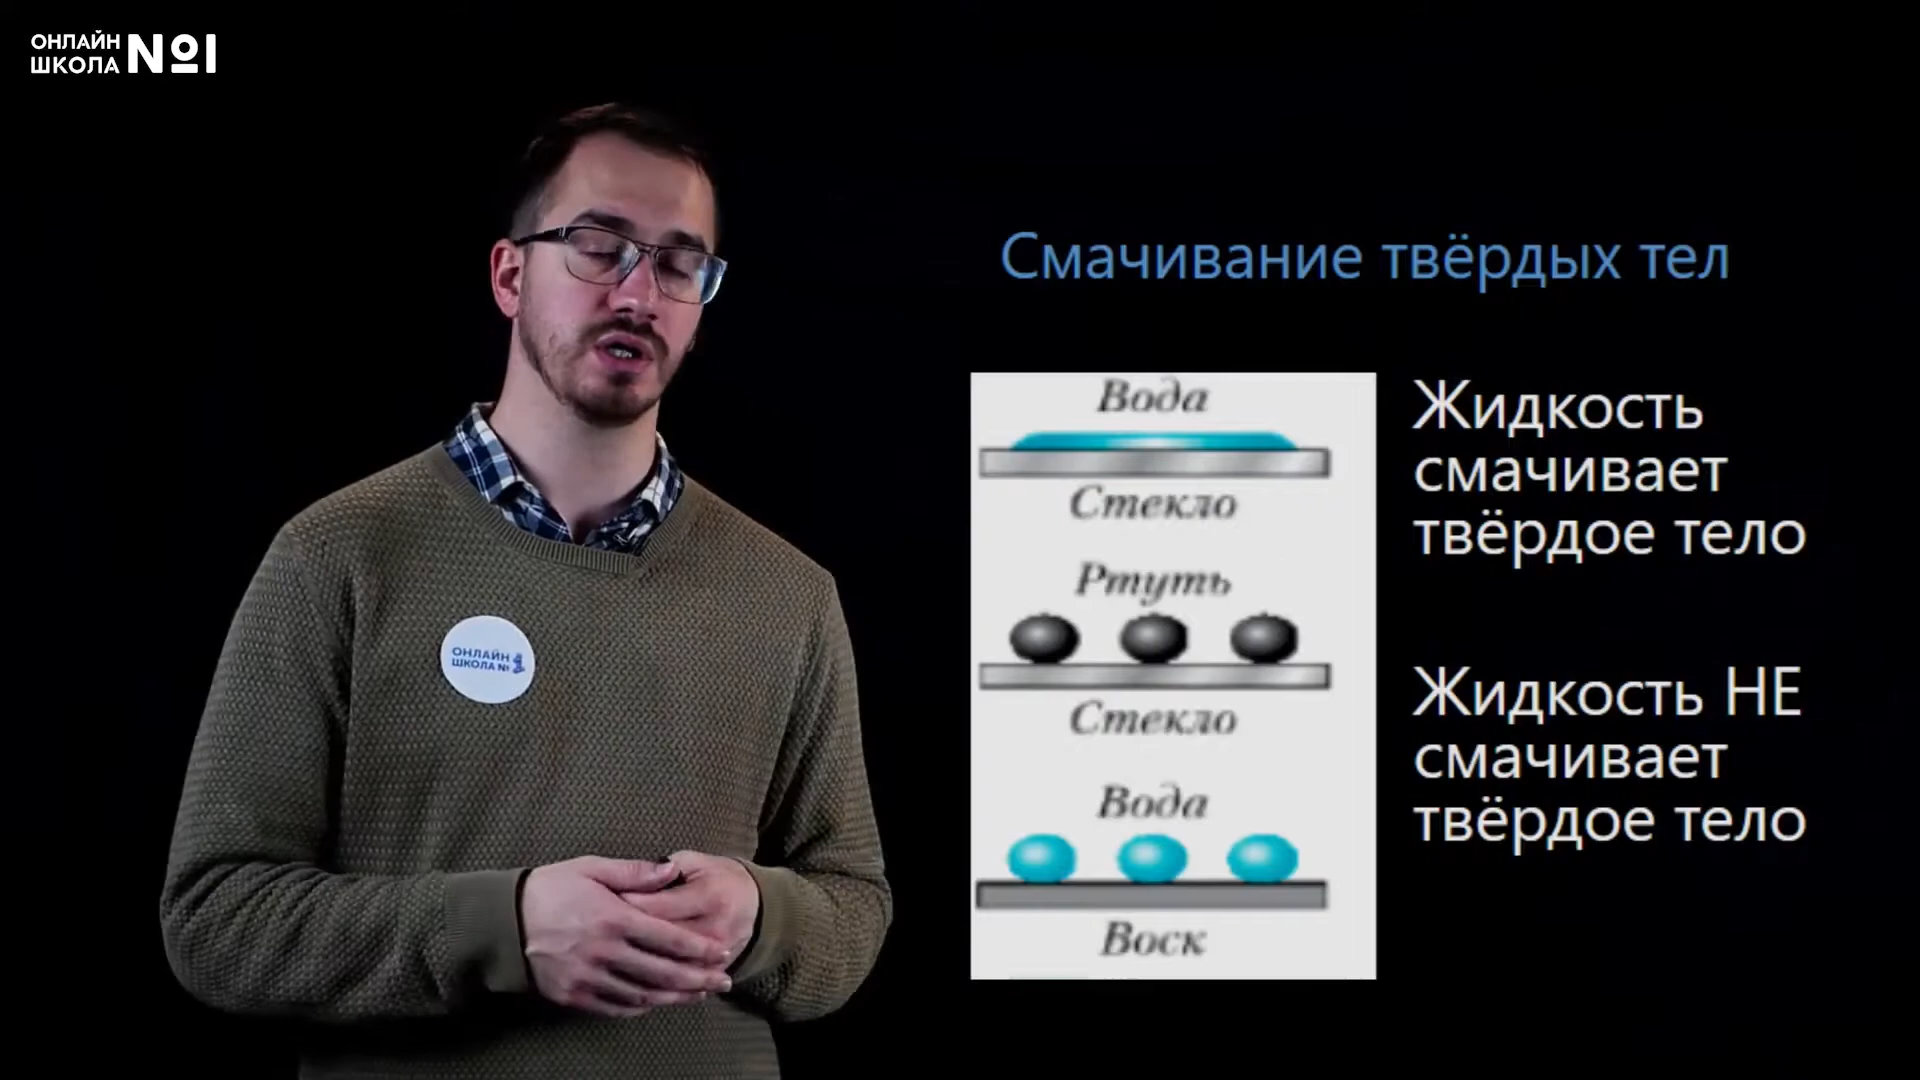 ОНЛАЙН
ШКОЛА №1
Смачивание твёрдых тел
Вода
Стекло
Ртуть
Стекло
Вода
Воск
Жидкость
смачивает
твёрдое тело
Жидкость НЕ
смачивает
твёрдое тело
ОНЛАЙН
ШКОЛА №1